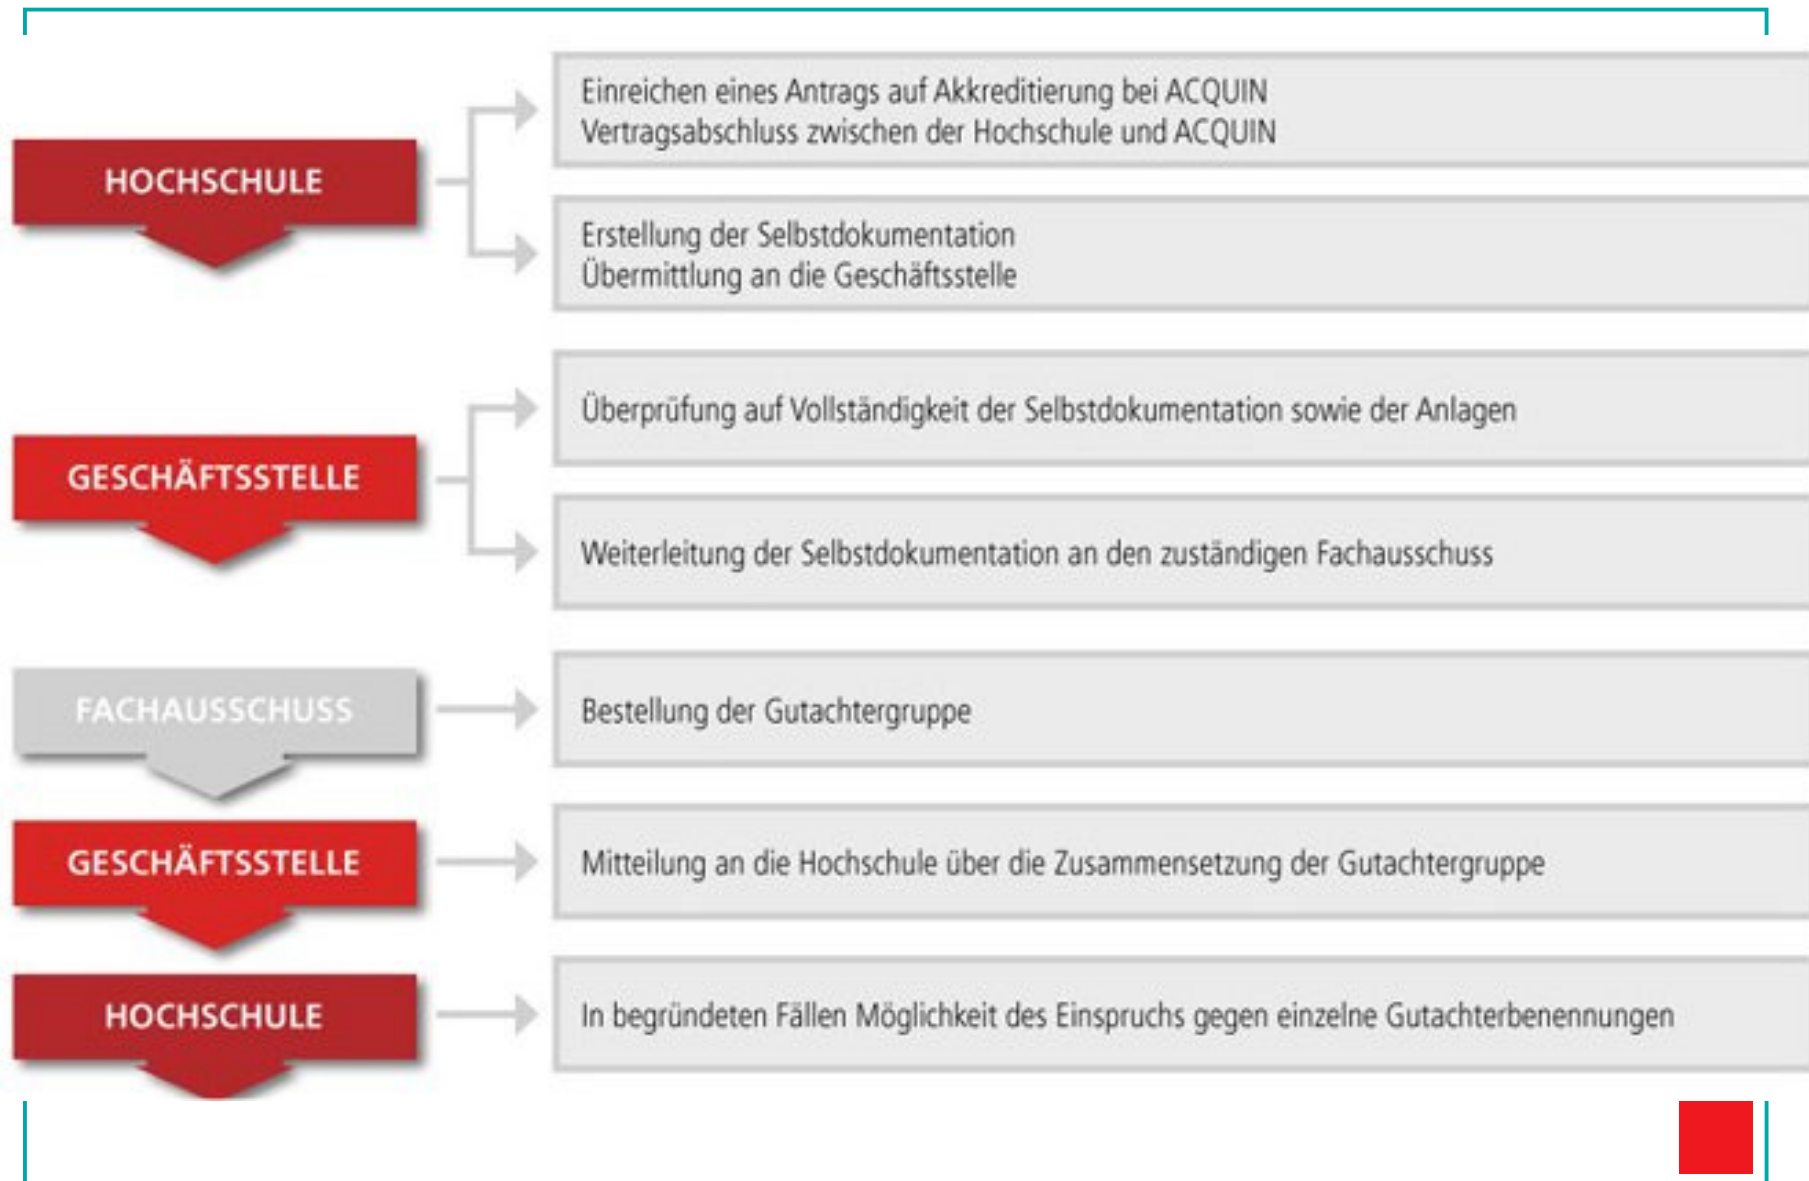 HOCHSCHULE
Einreichen eines Antrags auf Akkreditierung bei ACQUIN
Vertragsabschluss zwischen der Hochschule und ACQUIN
Erstellung der Selbstdokumentation
Übermittlung an die Geschäftsstelle
GESCHÄFTSSTELLE
Überprüfung auf Vollständigkeit der Selbstdokumentation sowie der Anlagen
Weiterleitung der Selbstdokumentation an den zuständigen Fachausschuss
FACHAUSSCHUSS
Bestellung der Gutachtergruppe
GESCHÄFTSSTELLE
Mitteilung an die Hochschule über die Zusammensetzung der Gutachtergruppe
HOCHSCHULE
In begründeten Fällen Möglichkeit des Einspruchs gegen einzelne Gutachterbenennungen